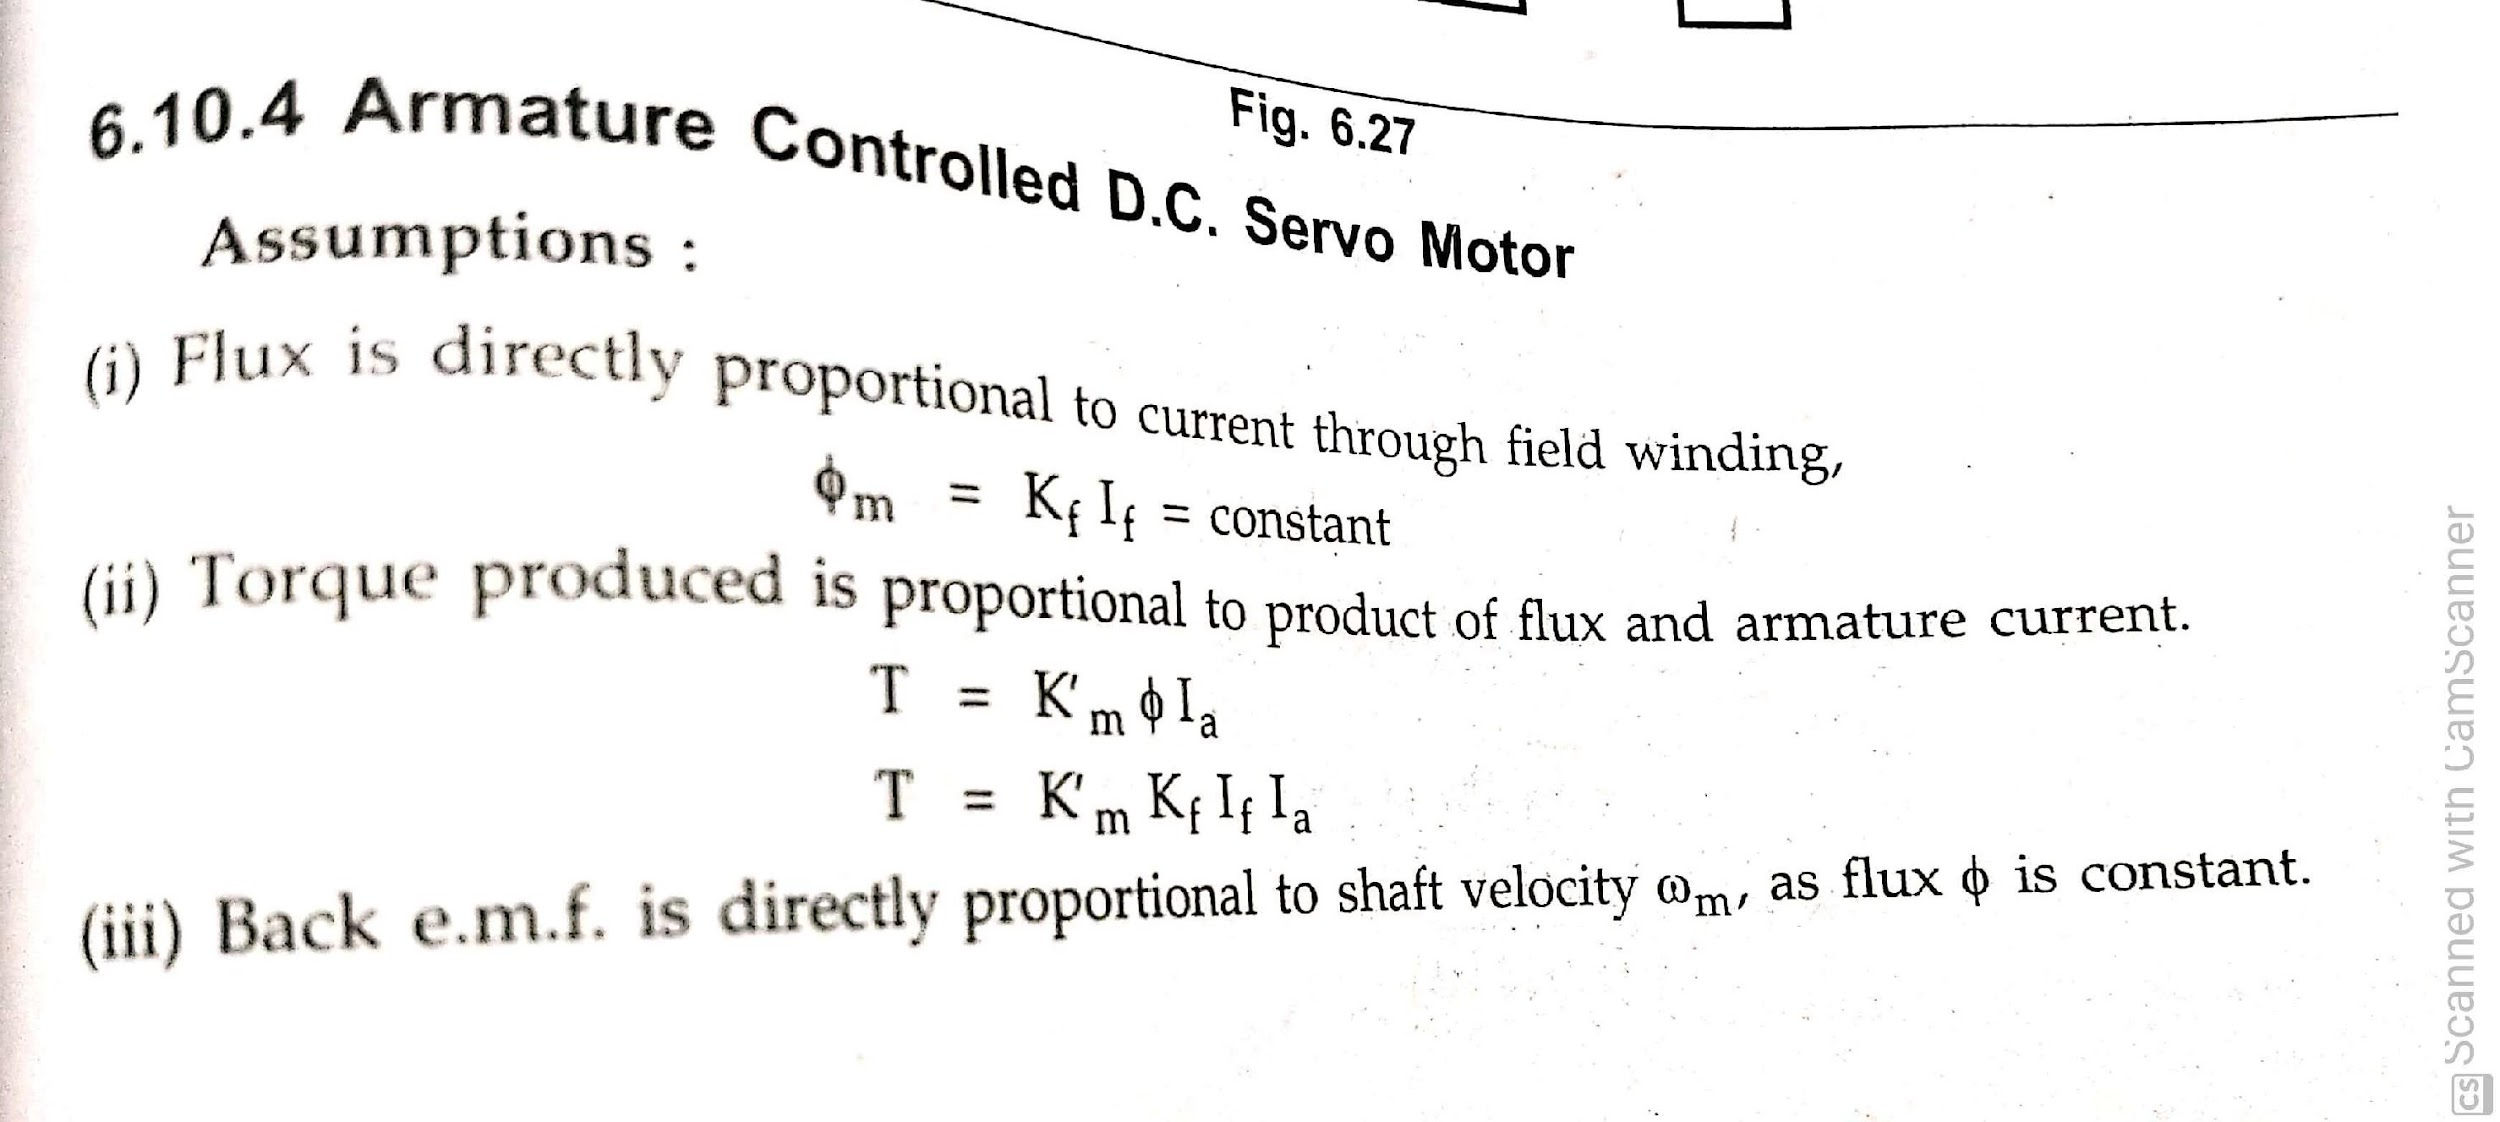 Fig. 6.27
6.10.4 Armature Controlled D.C. Servo Motor
Assumptions :
(i) Flux is directly proportional to current through field winding,
ϕm = Kf If = constant
(ii) Torque produced is proportional to product of flux and armature current.
T = K'm ϕ Ia
T = K'm Kf If Ia
(iii) Back e.m.f. is directly proportional to shaft velocity ωm, as flux ϕ is constant.
CS Scanned with CamScanner